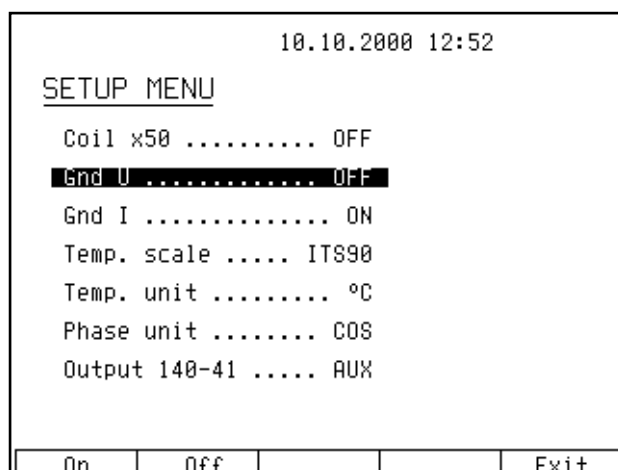 10.10.2000 12:52
SETUP MENU
Coil x50 .......... OFF
Gnd U .............. OFF
Gnd I .............. ON
Temp. scale ..... ITS90
Temp. unit ......... ºC
Phase unit ........ COS
Output 140-41 ..... AUX
On Off Exit